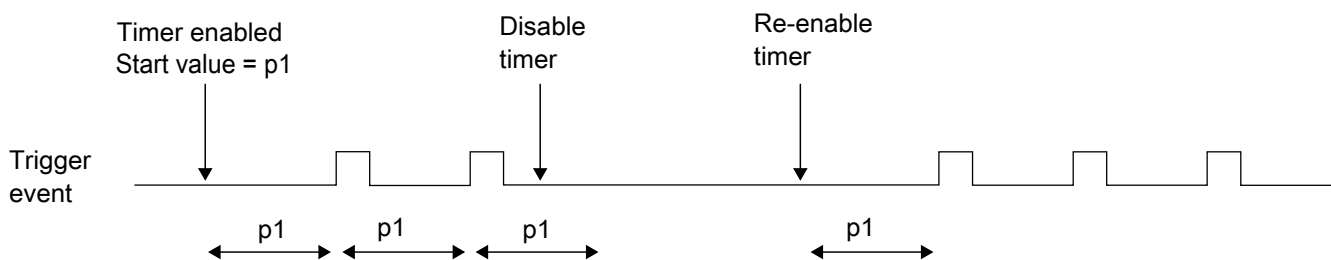 Timer enabled
Start value = p1
Disable
timer
Re-enable
timer
Trigger
event
p1
p1
p1
p1